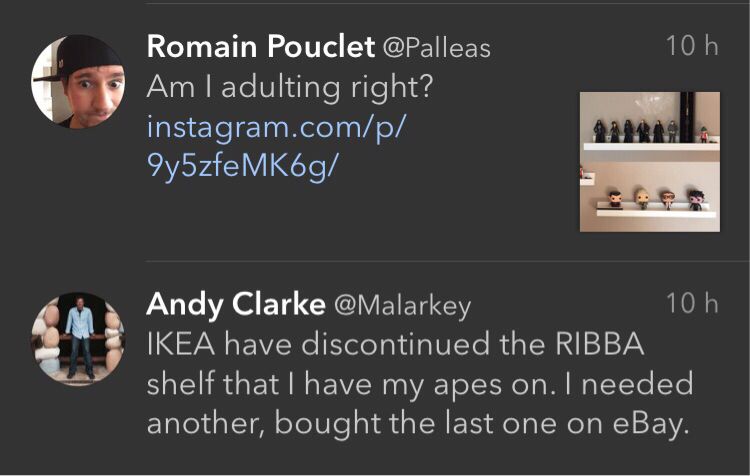 Romain Pouclet @Palleas 10 h
Am I adulting right?
instagram.com/p/
9y5zfeMK6g/
Andy Clarke @Malarkey 10 h
IKEA have discontinued the RIBBA
shelf that I have my apes on. I needed
another, bought the last one on eBay.